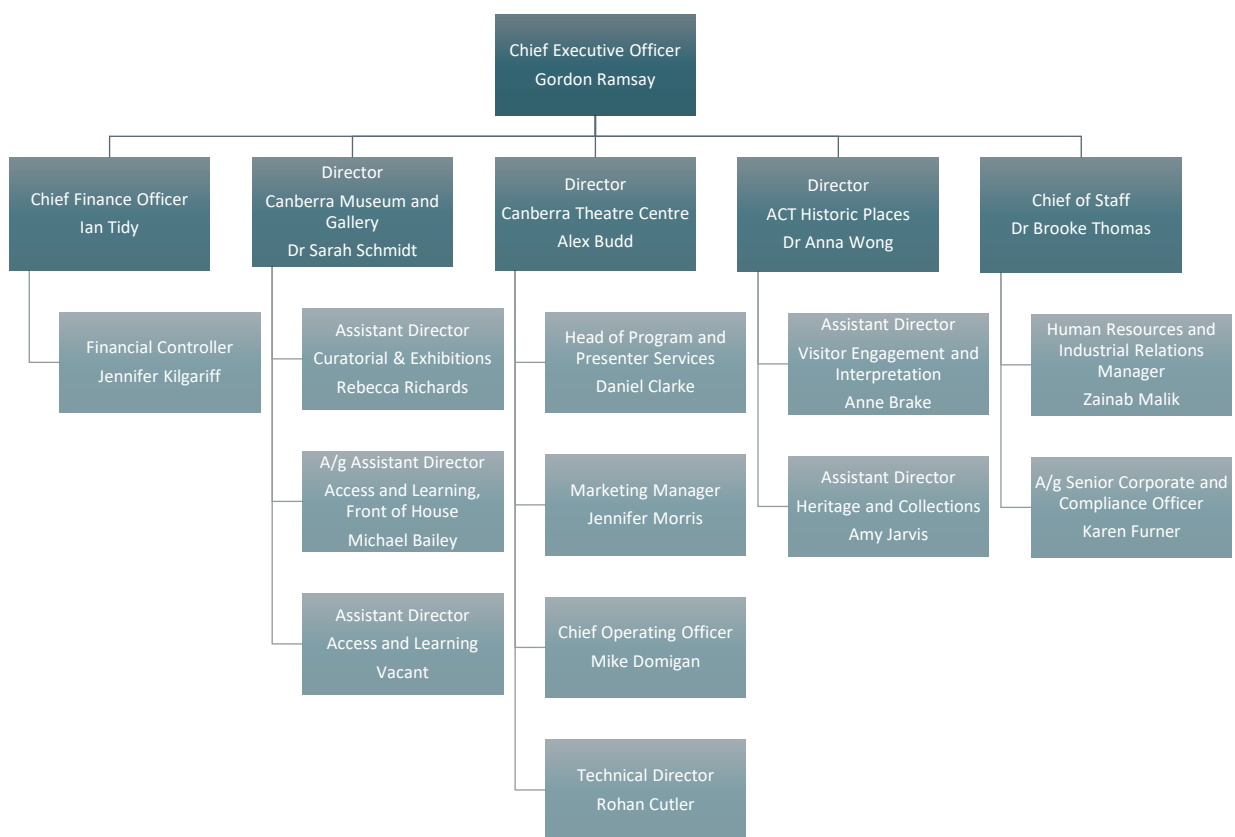 Chief Executive Officer
Gordon Ramsay
Chief Finance Officer
Ian Tidy
Director
Canberra Museum and
Gallery
Dr Sarah Schmidt
Director
Canberra Theatre Centre
Alex Budd
Director
ACT Historic Places
Dr Anna Wong
Chief of Staff
Dr Brooke Thomas
Financial Controller
Jennifer Kilgariff
Assistant Director
Curatorial & Exhibitions
Rebecca Richards
A/g Assistant Director
Access and Learning,
Front of House
Michael Bailey
Assistant Director
Access and Learning
Vacant
Head of Program and
Presenter Services
Daniel Clarke
Marketing Manager
Jennifer Morris
Chief Operating Officer
Mike Domigan
Technical Director
Rohan Cutler
Assistant Director
Visitor Engagement and
Interpretation
Anne Brake
Assistant Director
Heritage and Collections
Amy Jarvis
Human Resources and
Industrial Relations
Manager
Zainab Malik
A/g Senior Corporate and
Compliance Officer
Karen Furner